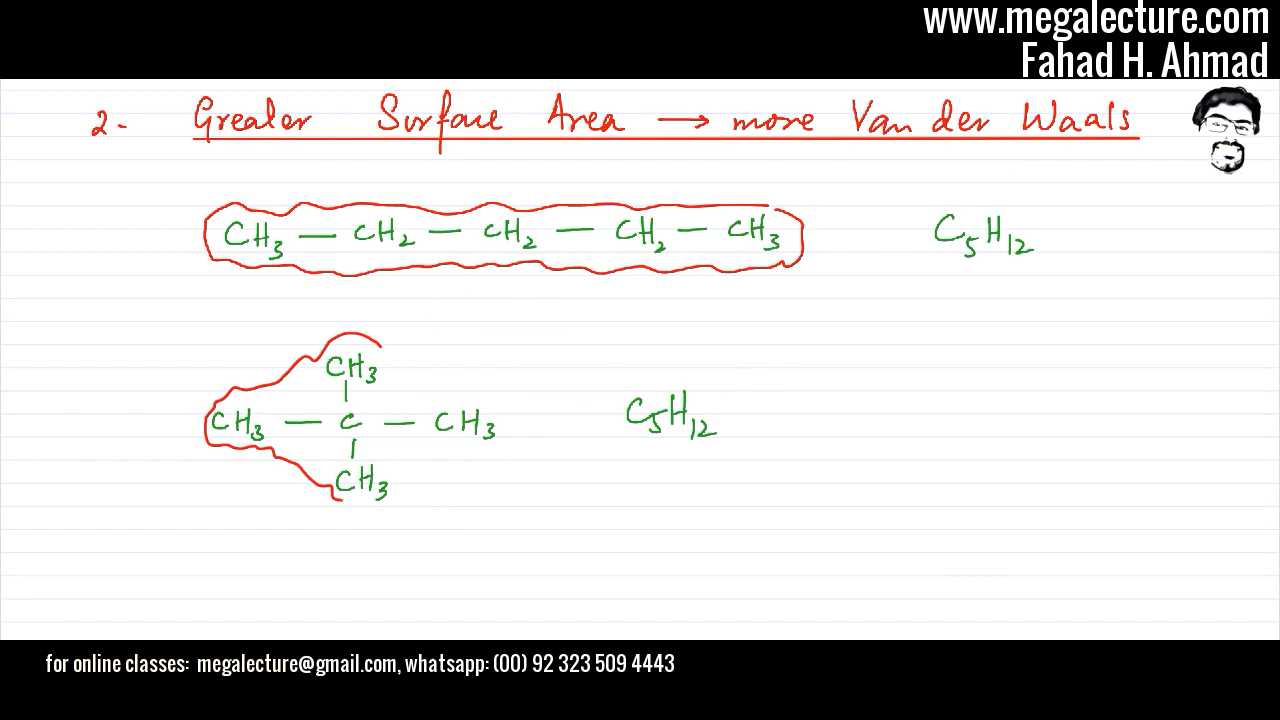 www.megalecture.com
Fahad H. Ahmad
2. Greater Surface Area → more Van der Waals
CH3 — CH2 — CH2 — CH2 — CH3 C5H12
CH3
|
CH3 — C — CH3 C5H12
|
CH3
for online classes: megalecture@gmail.com, whatsapp: (00) 92 323 509 4443